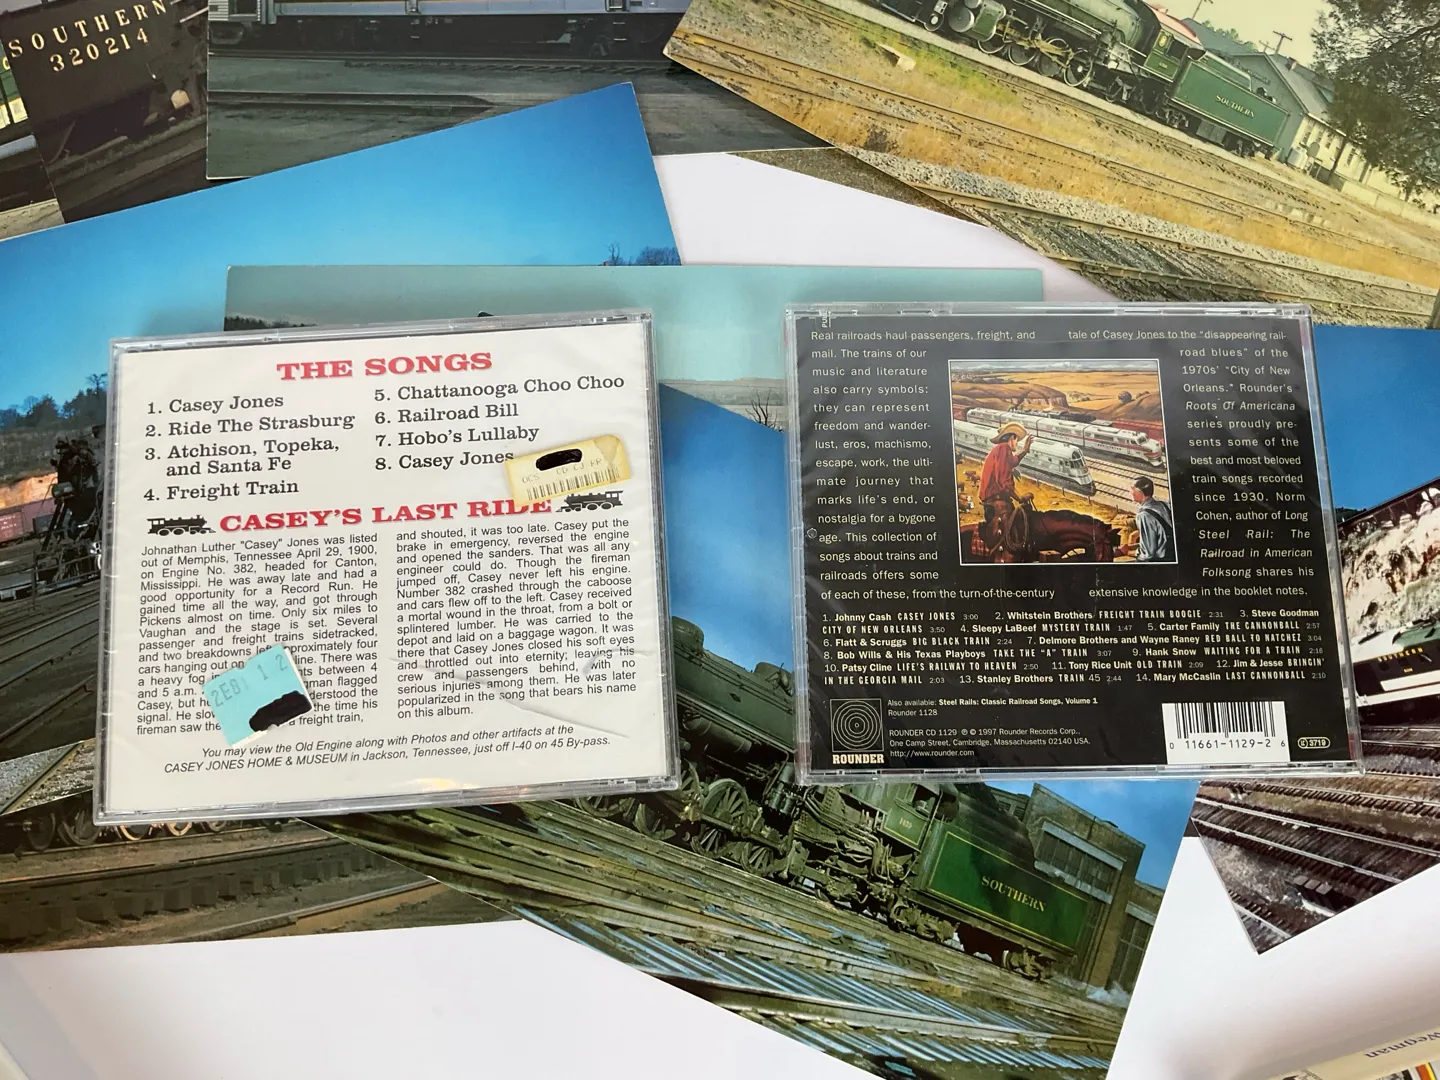 SOUTHERN
320214
SOUTHERN
THE SONGS
1. Casey Jones
2. Ride The Strasburg
3. Atchison, Topeka,
and Santa Fe
4. Freight Train
5. Chattanooga Choo Choo
6. Railroad Bill
7. Hobo's Lullaby
8. Casey Jones
OCS CD CJ RR
CASEY'S LAST RIDE
Johnathan Luther "Casey" Jones was listed
out of Memphis, Tennessee April 29, 1900,
on Engine No. 382, headed for Canton,
Mississippi. He was away late and had a
good opportunity for a Record Run. He
gained time all the way, and got through
Pickens almost on time. Only six miles to
Vaughan and the stage is set. Several
passenger and freight trains sidetracked,
and two breakdowns left approximately four
cars hanging out on line. There was
a heavy fog between 4
and 5 a.m. flagged
Casey, but derstood the
signal. He slo the time his
fireman saw the a freight train,
2E8 1 2
and shouted, it was too late. Casey put the
brake in emergency, reversed the engine
and opened the sanders. That was all any
engineer could do. Though the fireman
jumped off, Casey never left his engine.
Number 382 crashed through the caboose
and cars flew off to the left. Casey received
a mortal wound in the throat, from a bolt or
splintered lumber. He was carried to the
depot and laid on a baggage wagon. It was
there that Casey Jones closed his soft eyes
and throttled out into eternity; leaving his
crew and passengers behind, with no
serious injuries among them. He was later
popularized in the song that bears his name
on this album.
You may view the Old Engine along with Photos and other artifacts at the
CASEY JONES HOME & MUSEUM in Jackson, Tennessee, just off I-40 on 45 By-pass.
Real railroads haul passengers, freight, and
mail. The trains of our
music and literature
also carry symbols:
they can represent
freedom and wander-
lust, eros, machismo,
escape, work, the ulti-
mate journey that
marks life's end, or
nostalgia for a bygone
age. This collection of
songs about trains and
railroads offers some
of each of these, from the turn-of-the-century
tale of Casey Jones to the "disappearing rail-
road blues" of the
1970s' "City of New
Orleans." Rounder's
Roots Of Americana
series proudly pre-
sents some of the
best and most beloved
train songs recorded
since 1930. Norm
Cohen, author of Long
Steel Rail: The
Railroad in American
Folksong shares his
extensive knowledge in the booklet notes.
1. Johnny Cash CASEY JONES 3:00 2. Whitstein Brothers FREIGHT TRAIN BOOGIE 2:31 3. Steve Goodman
CITY OF NEW ORLEANS 3:50 4. Sleepy LaBeef MYSTERY TRAIN 1:47 5. Carter Family THE CANNONBALL 2:57
6. Flatt & Scruggs BIG BLACK TRAIN 2:24 7. Delmore Brothers and Wayne Raney RED BALL TO NATCHEZ 3:04
8. Bob Wills & His Texas Playboys TAKE THE "A" TRAIN 3:07 9. Hank Snow WAITING FOR A TRAIN 2:16
10. Patsy Cline LIFE'S RAILWAY TO HEAVEN 2:50 11. Tony Rice Unit OLD TRAIN 2:09 12. Jim & Jesse BRINGIN'
IN THE GEORGIA MAIL 2:03 13. Stanley Brothers TRAIN 45 2:44 14. Mary McCaslin LAST CANNONBALL 2:10
ROUNDER
Also available: Steel Rails: Classic Railroad Songs, Volume 1
Rounder 1128
ROUNDER CD 1129 ℗ © 1997 Rounder Records Corp.,
One Camp Street, Cambridge, Massachusetts 02140 USA.
http://www.rounder.com
0 11661-1129-2 6
3719
SOUTHERN
Wegman